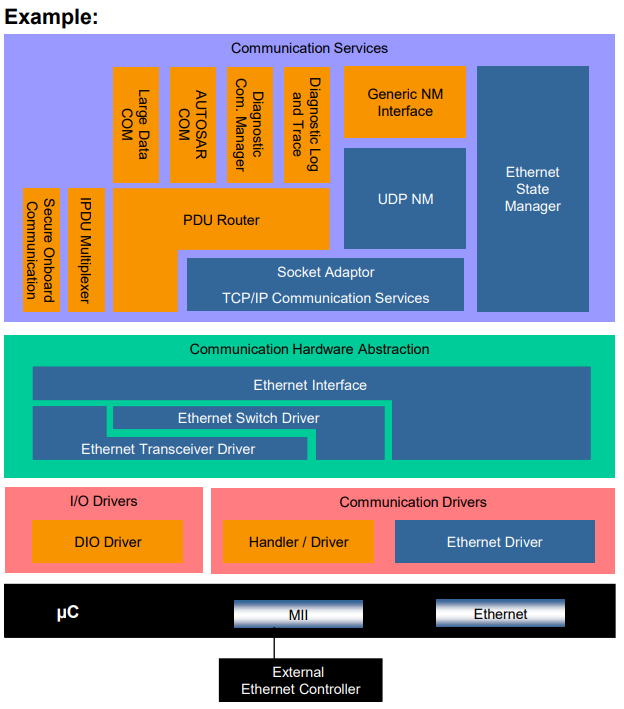 Example:
Communication Services
Large Data
COM
AUTOSAR
COM
Diagnostic
Com. Manager
Diagnostic Log
and Trace
Generic NM
Interface
Ethernet
State
Manager
UDP NM
Secure Onboard
Communication
IPDU Multiplexer
PDU Router
Socket Adaptor
TCP/IP Communication Services
Communication Hardware Abstraction
Ethernet Interface
Ethernet Switch Driver
Ethernet Transceiver Driver
I/O Drivers
DIO Driver
Communication Drivers
Handler / Driver
Ethernet Driver
µC
MII
Ethernet
External
Ethernet Controller